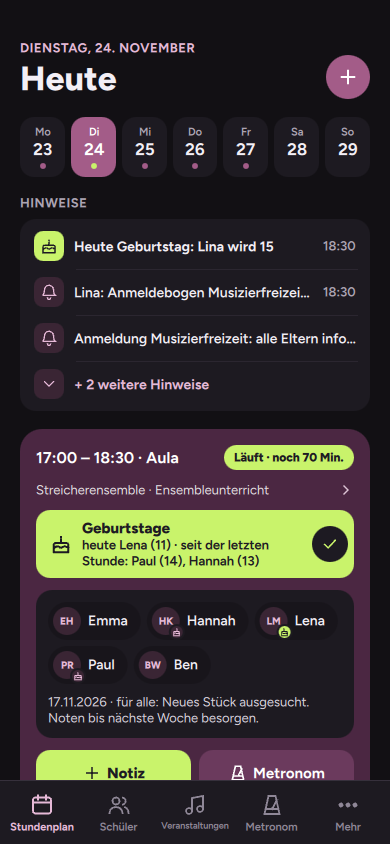 DIENSTAG, 24. NOVEMBER
Heute
Mo Di Mi Do Fr Sa So
23 24 25 26 27 28 29
HINWEISE
Heute Geburtstag: Lina wird 15 18:30
Lina: Anmeldebogen Musizierfreizei... 18:30
Anmeldung Musizierfreizeit: alle Eltern info...
+ 2 weitere Hinweise
17:00 – 18:30 · Aula Läuft · noch 70 Min.
Streicherensemble · Ensembleunterricht
Geburtstage
heute Lena (11) · seit der letzten
Stunde: Paul (14), Hannah (13)
EH Emma HK Hannah LM Lena
PR Paul BW Ben
17.11.2026 · für alle: Neues Stück ausgesucht.
Noten bis nächste Woche besorgen.
+ Notiz Metronom
Stundenplan Schüler Veranstaltungen Metronom Mehr